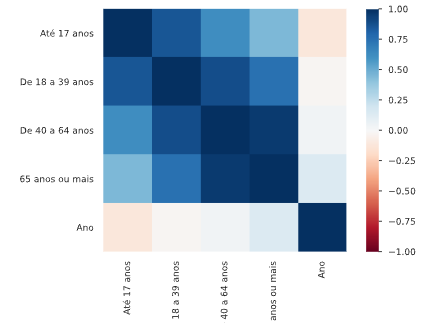 Até 17 anos
De 18 a 39 anos
De 40 a 64 anos
65 anos ou mais
Ano
Até 17 anos
18 a 39 anos
40 a 64 anos
anos ou mais
Ano
1.00
0.75
0.50
0.25
0.00
−0.25
−0.50
−0.75
−1.00